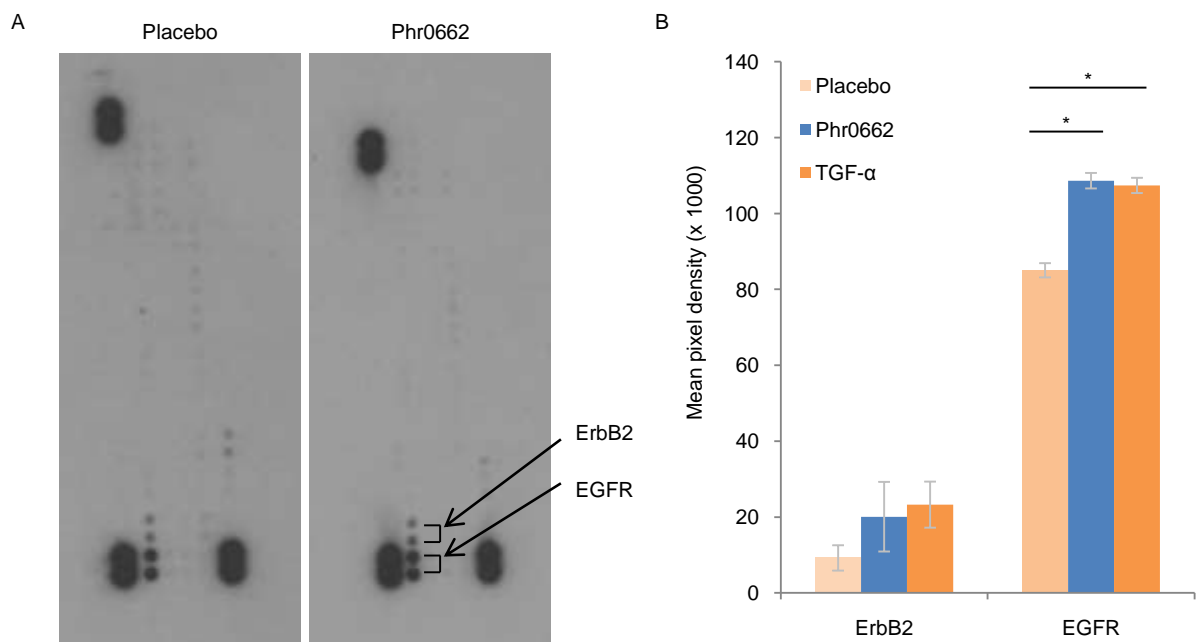 A
Placebo
Phr0662
ErbB2
EGFR
B
Mean pixel density (x 1000)
140
120
100
80
60
40
20
0
Placebo
Phr0662
TGF-α
*
*
ErbB2
EGFR